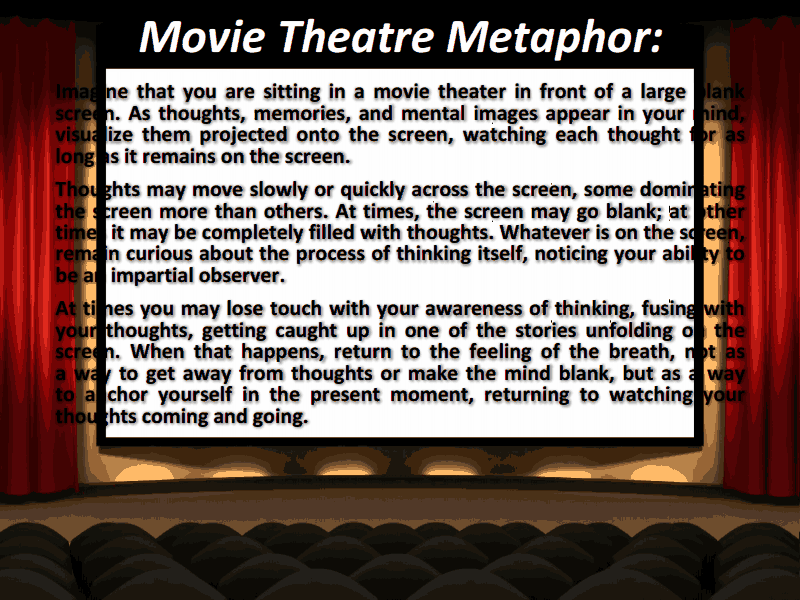 Movie Theatre Metaphor:
Imagine that you are sitting in a movie theater in front of a large blank
screen. As thoughts, memories, and mental images appear in your mind,
visualize them projected onto the screen, watching each thought for as
long as it remains on the screen.
Thoughts may move slowly or quickly across the screen, some dominating
the screen more than others. At times, the screen may go blank; at other
times it may be completely filled with thoughts. Whatever is on the screen,
remain curious about the process of thinking itself, noticing your ability to
be an impartial observer.
At times you may lose touch with your awareness of thinking, fusing with
your thoughts, getting caught up in one of the stories unfolding on the
screen. When that happens, return to the feeling of the breath, not as
a way to get away from thoughts or make the mind blank, but as a way
to anchor yourself in the present moment, returning to watching your
thoughts coming and going.